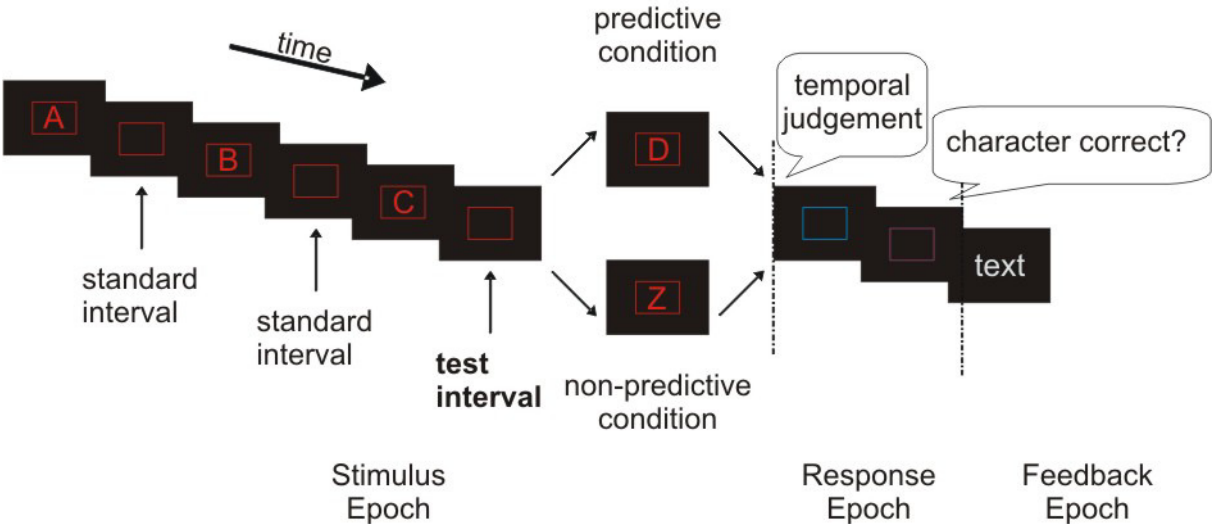 predictive
condition
time
temporal
judgement
character correct?
A
B
C
D
Z
text
standard
interval
standard
interval
test
interval
non-predictive
condition
Stimulus
Epoch
Response
Epoch
Feedback
Epoch